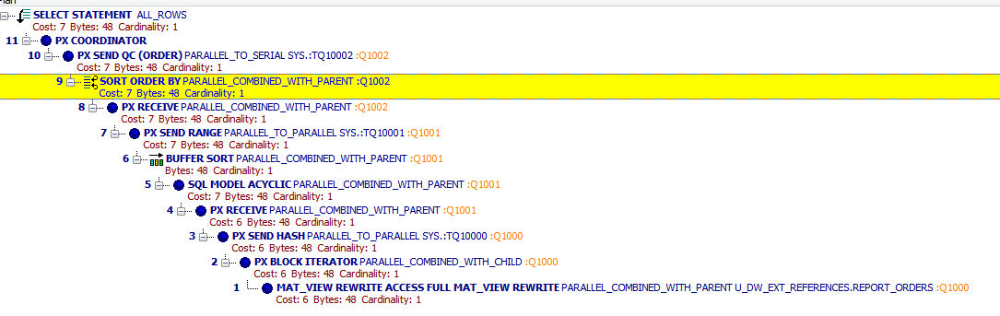 Plan
SELECT STATEMENT ALL_ROWS
Cost: 7 Bytes: 48 Cardinality: 1
11 PX COORDINATOR
10 PX SEND QC (ORDER) PARALLEL_TO_SERIAL SYS.:TQ10002 :Q1002
Cost: 7 Bytes: 48 Cardinality: 1
9 SORT ORDER BY PARALLEL_COMBINED_WITH_PARENT :Q1002
Cost: 7 Bytes: 48 Cardinality: 1
8 PX RECEIVE PARALLEL_COMBINED_WITH_PARENT :Q1002
Cost: 7 Bytes: 48 Cardinality: 1
7 PX SEND RANGE PARALLEL_TO_PARALLEL SYS.:TQ10001 :Q1001
Cost: 7 Bytes: 48 Cardinality: 1
6 BUFFER SORT PARALLEL_COMBINED_WITH_PARENT :Q1001
Bytes: 48 Cardinality: 1
5 SQL MODEL ACYCLIC PARALLEL_COMBINED_WITH_PARENT :Q1001
Cost: 7 Bytes: 48 Cardinality: 1
4 PX RECEIVE PARALLEL_COMBINED_WITH_PARENT :Q1001
Cost: 6 Bytes: 48 Cardinality: 1
3 PX SEND HASH PARALLEL_TO_PARALLEL SYS.:TQ10000 :Q1000
Cost: 6 Bytes: 48 Cardinality: 1
2 PX BLOCK ITERATOR PARALLEL_COMBINED_WITH_CHILD :Q1000
Cost: 6 Bytes: 48 Cardinality: 1
1 MAT_VIEW REWRITE ACCESS FULL MAT_VIEW REWRITE PARALLEL_COMBINED_WITH_PARENT U_DW_EXT_REFERENCES.REPORT_ORDERS :Q1000
Cost: 6 Bytes: 48 Cardinality: 1